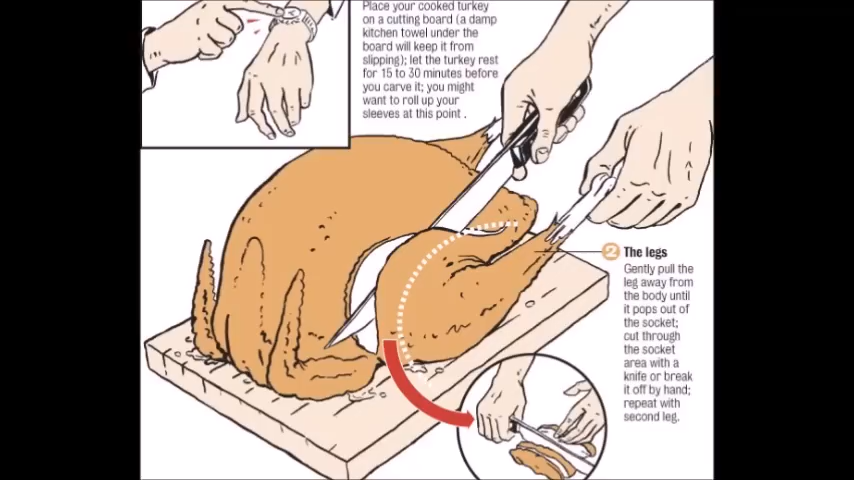 Place your cooked turkey
on a cutting board (a damp
kitchen towel under the
board will keep it from
slipping); let the turkey rest
for 15 to 30 minutes before
you carve it; you might
want to roll up your
sleeves at this point .
2 The legs
Gently pull the
leg away from
the body until
it pops out of
the socket;
cut through
the socket
area with a
knife or break
it off by hand;
repeat with
second leg.